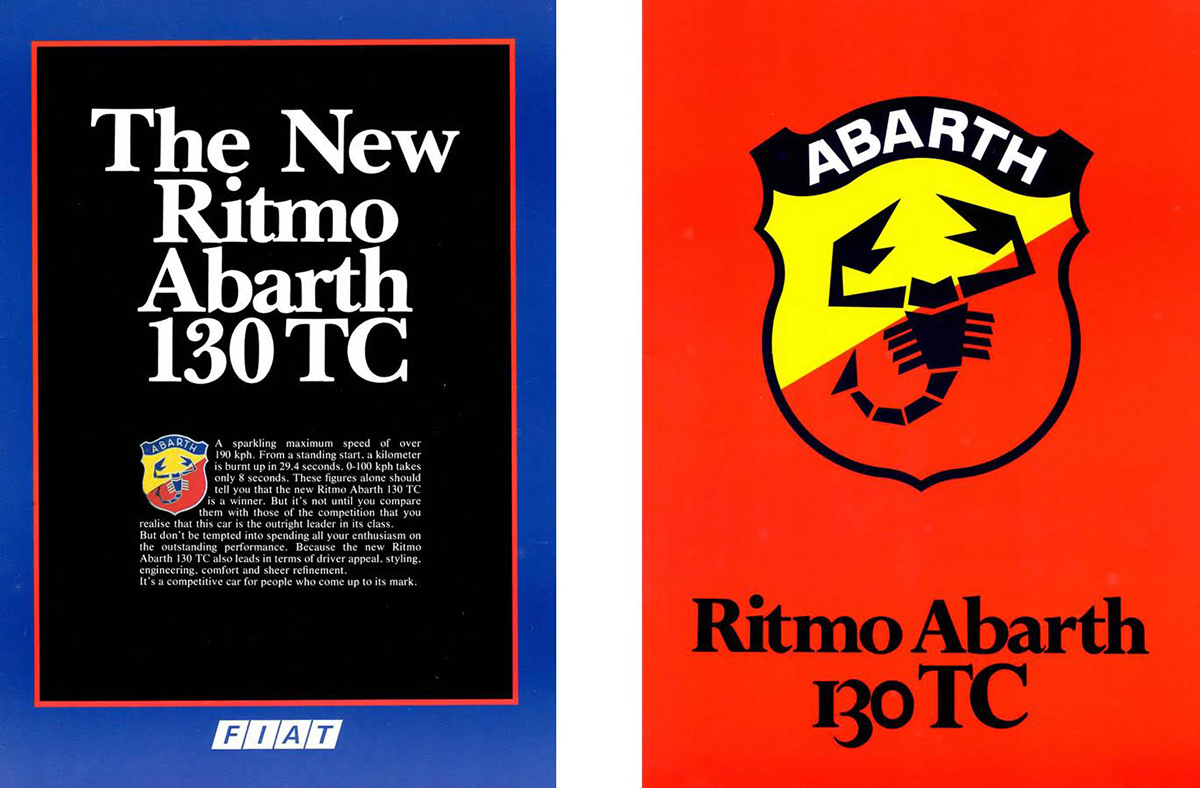 The New
Ritmo
Abarth
130 TC
ABARTH
A sparkling maximum speed of over
190 kph. From a standing start, a kilometer
is burnt up in 29,4 seconds. 0-100 kph takes
only 8 seconds. These figures alone should
tell you that the new Ritmo Abarth 130 TC
is a winner. But it's not until you compare
them with those of the competition that you
realise that this car is the outright leader in its class.
But don't be tempted into spending all your enthusiasm on
the outstanding performance. Because the new Ritmo
Abarth 130 TC also leads in terms of driver appeal, styling,
engineering, comfort and sheer refinement.
It's a competitive car for people who come up to its mark.
FIAT
ABARTH
Ritmo Abarth
130 TC